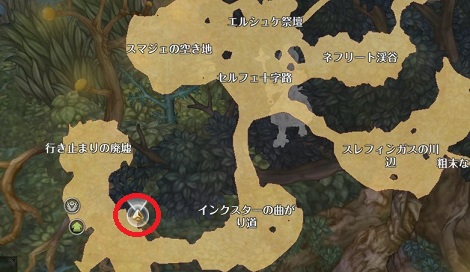 エルシュケ祭壇
スマジェの空き地
ネフリート渓谷
セルフェ十字路
行き止まりの廃墟
スレフィンガスの川
辺
粗末な
インクスターの曲が
り道